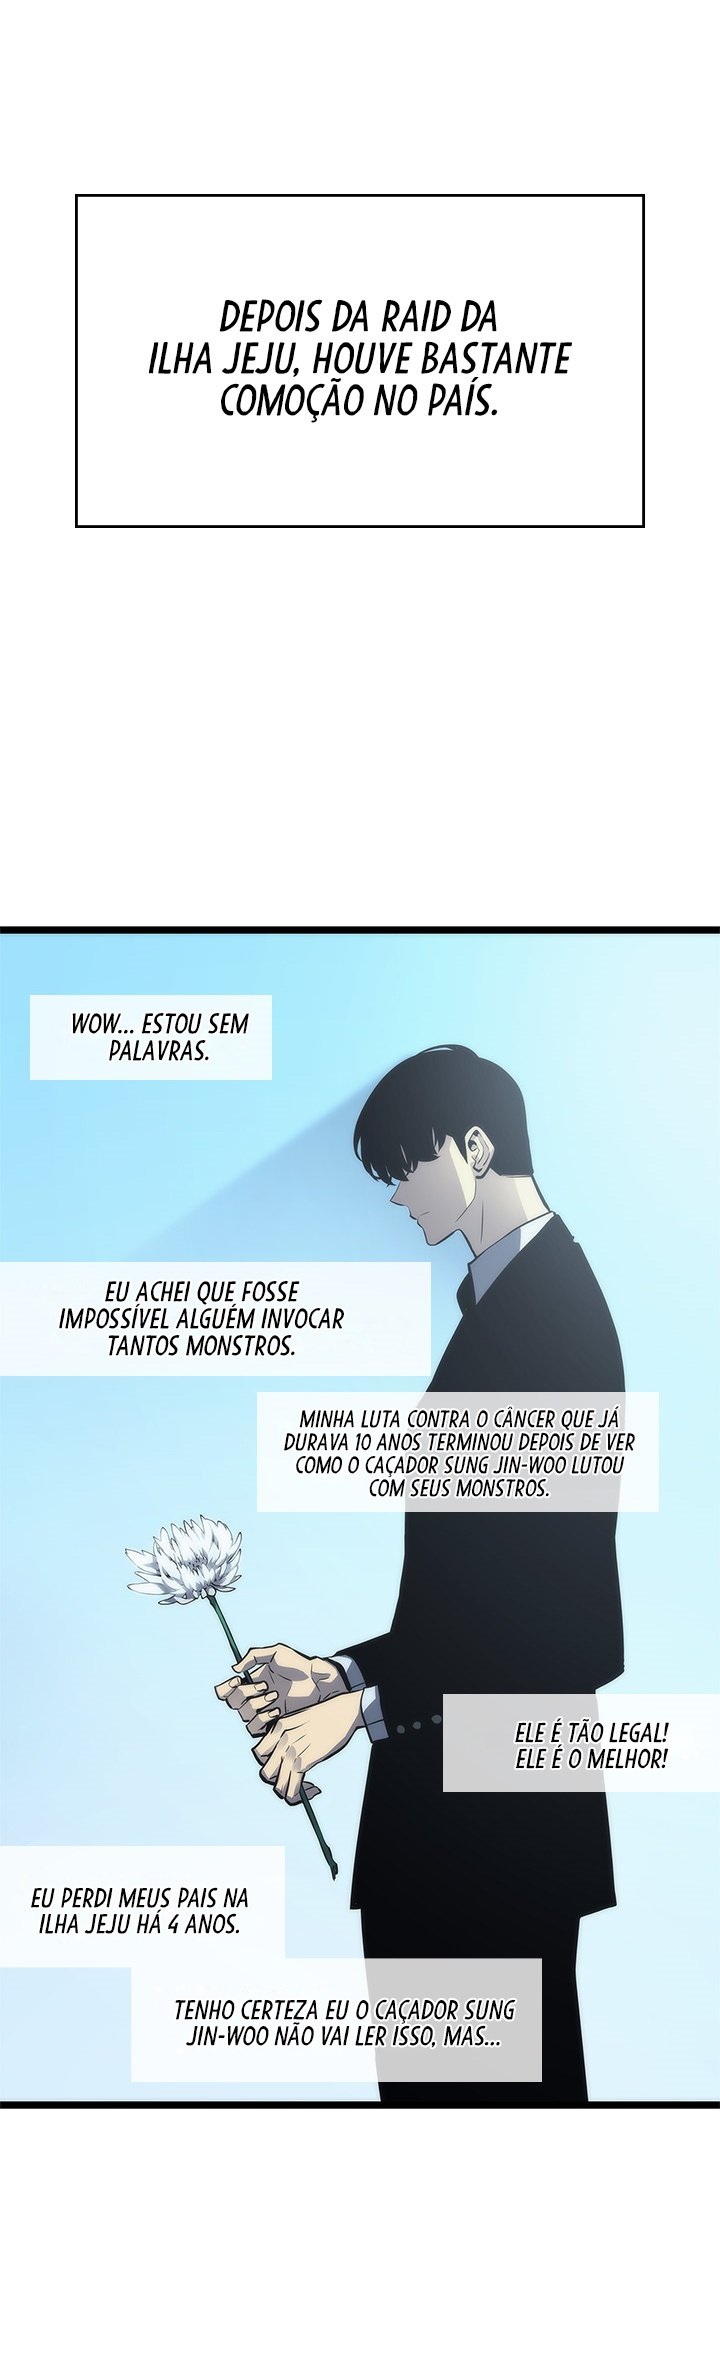 DEPOIS DA RAID DA
ILHA JEJU, HOUVE BASTANTE
COMOÇÃO NO PAÍS.
WOW... ESTOU SEM
PALAVRAS.
EU ACHEI QUE FOSSE
IMPOSSÍVEL ALGUÉM INVOCAR
TANTOS MONSTROS.
MINHA LUTA CONTRA O CÂNCER QUE JÁ
DURAVA 10 ANOS TERMINOU DEPOIS DE VER
COMO O CAÇADOR SUNG JIN-WOO LUTOU
COM SEUS MONSTROS.
ELE É TÃO LEGAL!
ELE É O MELHOR!
EU PERDI MEUS PAIS NA
ILHA JEJU HÁ 4 ANOS.
TENHO CERTEZA EU O CAÇADOR SUNG
JIN-WOO NÃO VAI LER ISSO, MAS...